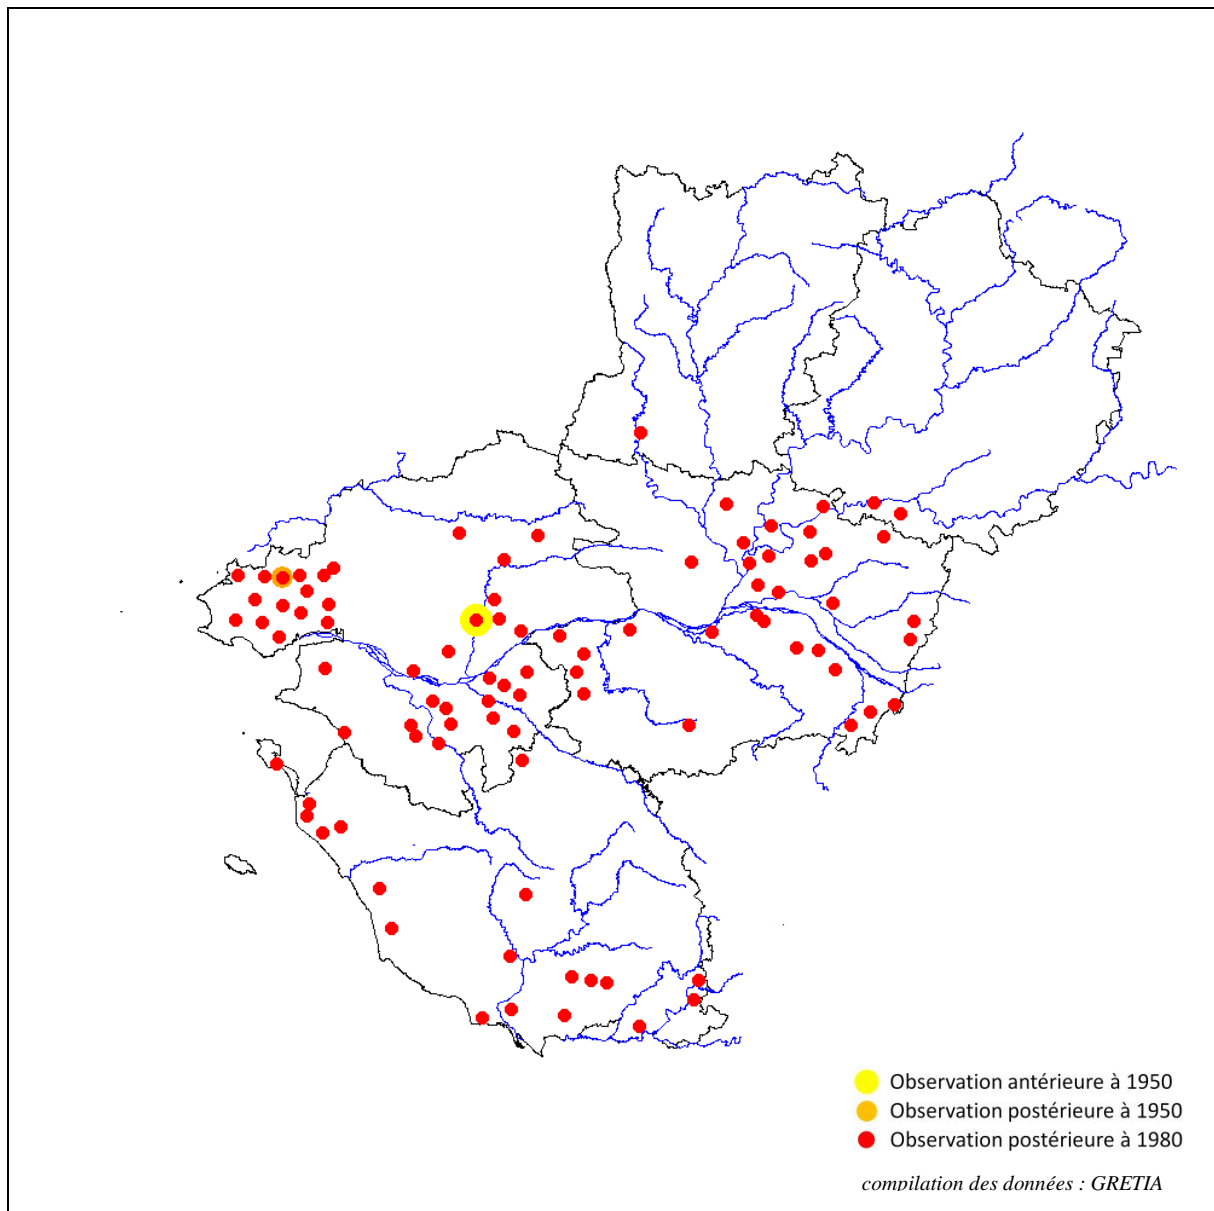 Observation antérieure à 1950
Observation postérieure à 1950
Observation postérieure à 1980
compilation des données : GRETIA